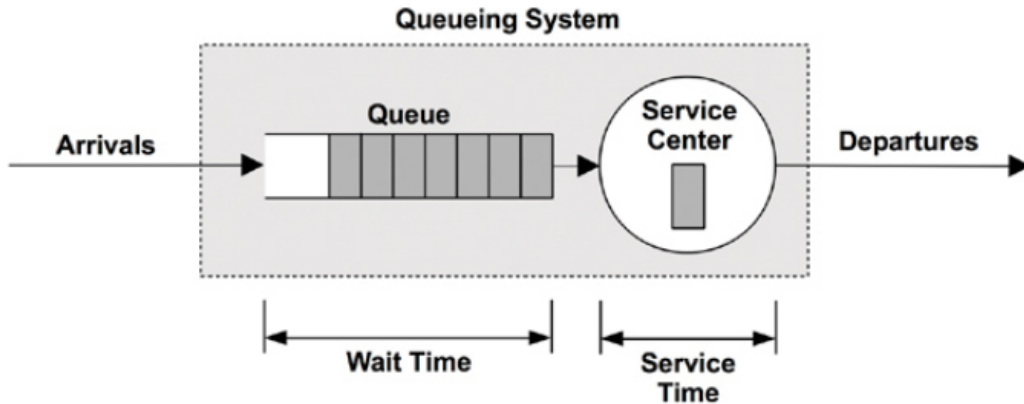 Queueing System
Queue
Service
Center
Arrivals
Departures
Wait Time
Service
Time